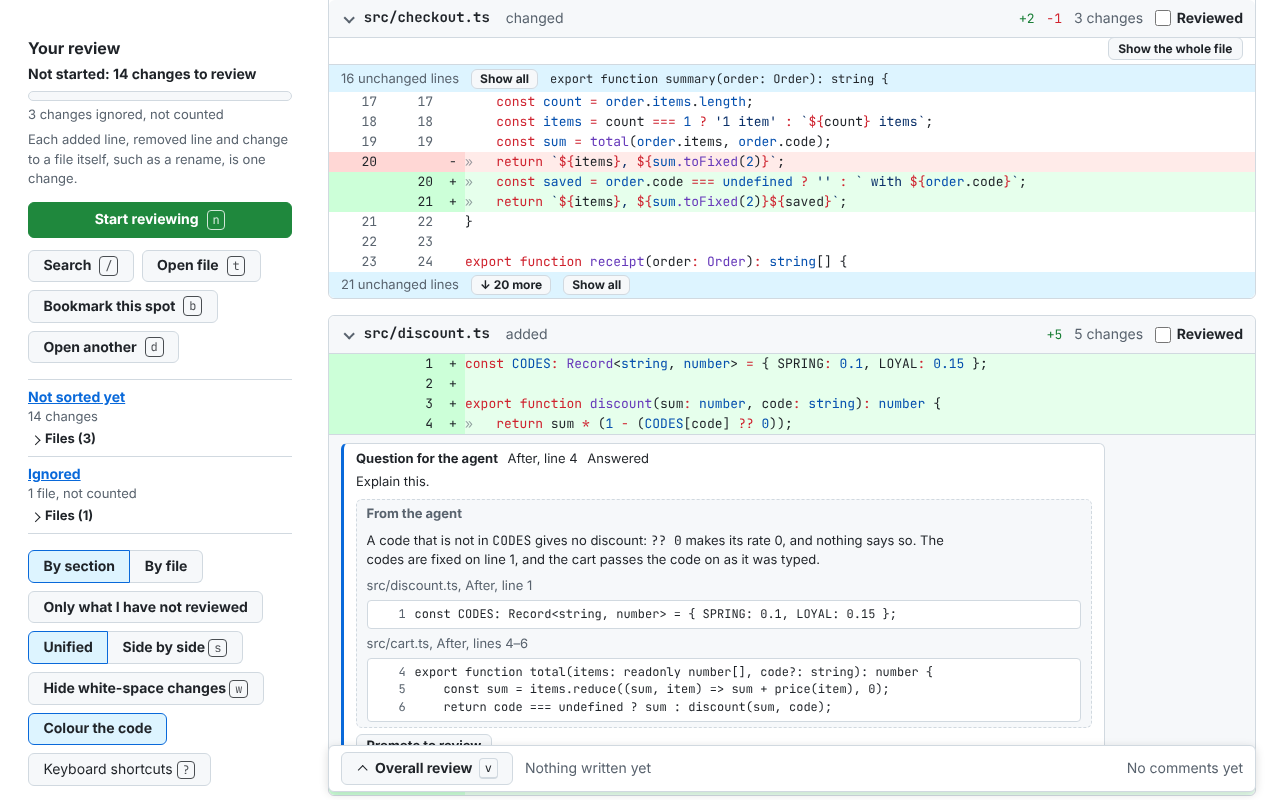 Your review
Not started: 14 changes to review
3 changes ignored, not counted
Each added line, removed line and change
to a file itself, such as a rename, is one
change.
Start reviewing n
Search / Open file t
Bookmark this spot b
Open another d
Not sorted yet
14 changes
Files (3)
Ignored
1 file, not counted
Files (1)
By section By file
Only what I have not reviewed
Unified Side by side s
Hide white-space changes w
Colour the code
Keyboard shortcuts ?
src/checkout.ts changed +2 -1 3 changes Reviewed
Show the whole file
16 unchanged lines Show all export function summary(order: Order): string {
17 17 const count = order.items.length;
18 18 const items = count === 1 ? '1 item' : `${count} items`;
19 19 const sum = total(order.items, order.code);
20 - » return `${items}, ${sum.toFixed(2)}`;
20 + » const saved = order.code === undefined ? '' : ` with ${order.code}`;
21 + » return `${items}, ${sum.toFixed(2)}${saved}`;
21 22 }
22 23
23 24 export function receipt(order: Order): string[] {
21 unchanged lines ↓ 20 more Show all
src/discount.ts added +5 5 changes Reviewed
1 + const CODES: Record<string, number> = { SPRING: 0.1, LOYAL: 0.15 };
2 +
3 + export function discount(sum: number, code: string): number {
4 + » return sum * (1 - (CODES[code] ?? 0));
Question for the agent After, line 4 Answered
Explain this.
From the agent
A code that is not in CODES gives no discount: ?? 0 makes its rate 0, and nothing says so. The
codes are fixed on line 1, and the cart passes the code on as it was typed.
src/discount.ts, After, line 1
1 const CODES: Record<string, number> = { SPRING: 0.1, LOYAL: 0.15 };
src/cart.ts, After, lines 4–6
4 export function total(items: readonly number[], code?: string): number {
5 const sum = items.reduce((sum, item) => sum + price(item), 0);
6 return code === undefined ? sum : discount(sum, code);
Promote to review
Overall review v Nothing written yet No comments yet